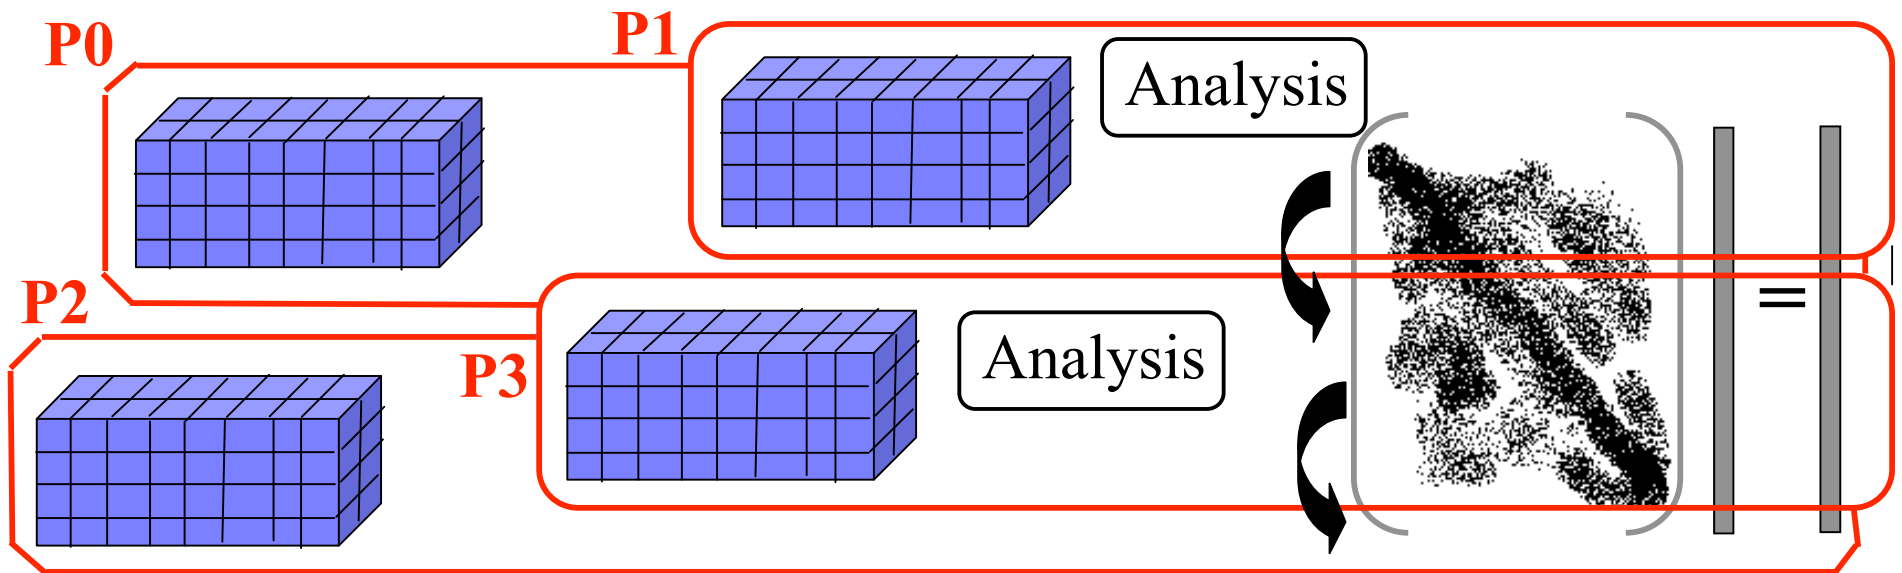 P0
P1
Analysis
P2
P3
Analysis
=